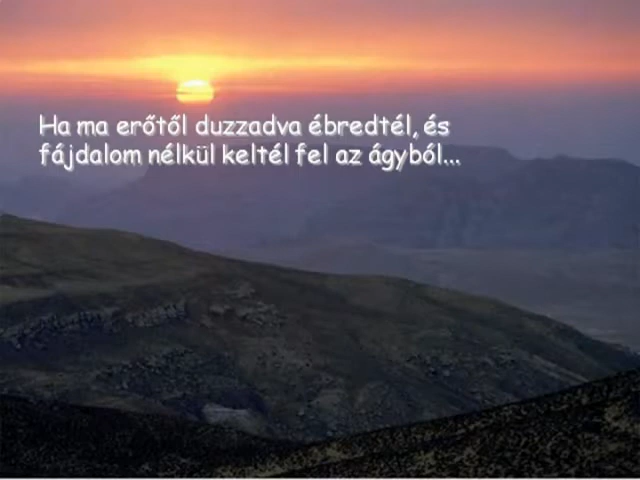 Ha ma erőtől duzzadva ébredtél, és
fájdalom nélkül keltél fel az ágyból...